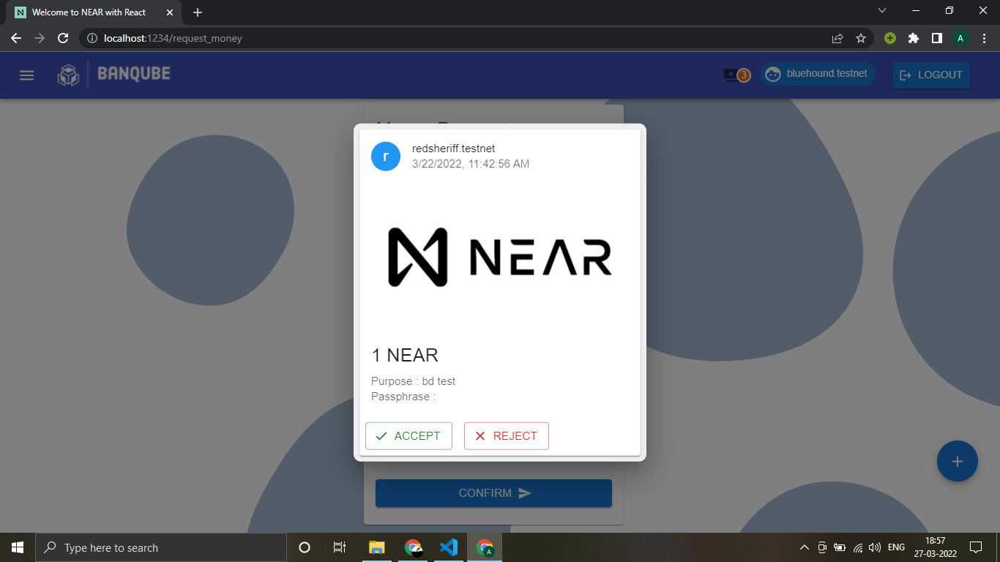 Welcome to NEAR with React
localhost:1234/request_money
A
BANQUBE
3
bluehound.testnet
LOGOUT
r
redsheriff.testnet
3/22/2022, 11:42:56 AM
NEAR
1 NEAR
Purpose : bd test
Passphrase :
ACCEPT
REJECT
CONFIRM
Type here to search
A
ENG
18:57
27-03-2022